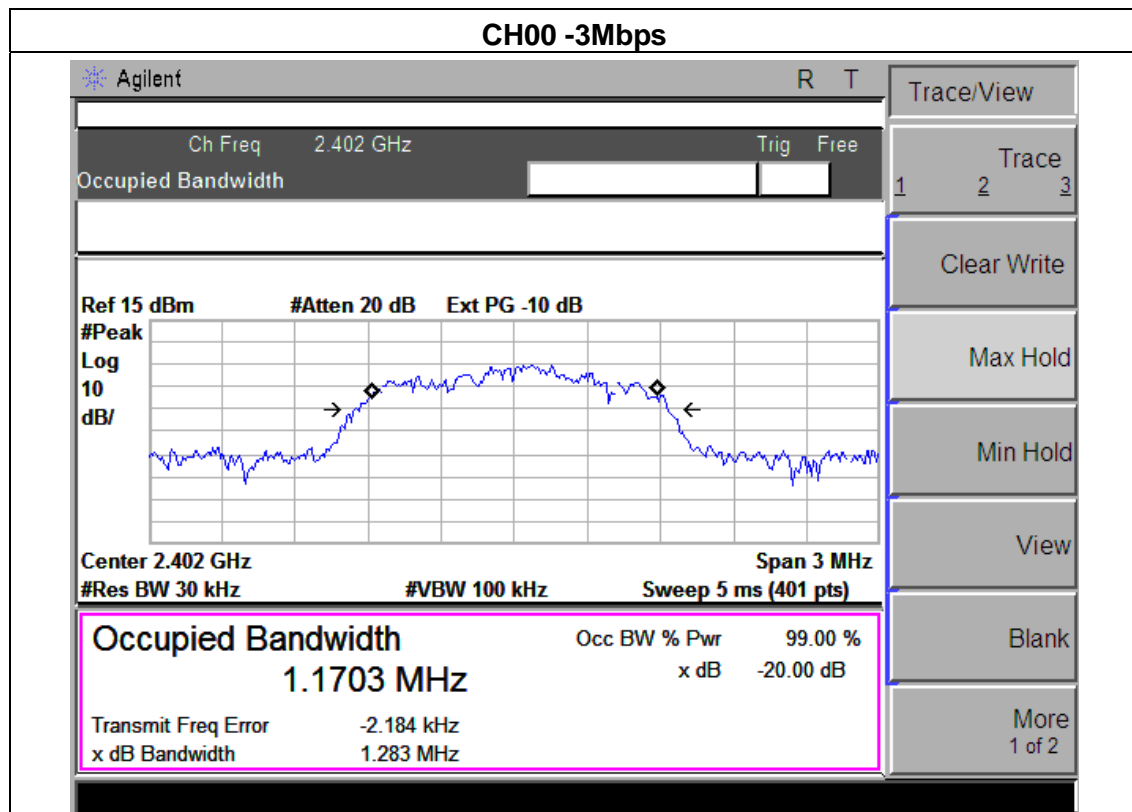 CH00 -3Mbps
Agilent R T
Ch Freq 2.402 GHz Trig Free
Occupied Bandwidth
Ref 15 dBm #Atten 20 dB Ext PG -10 dB
#Peak
Log
10
dB/
Center 2.402 GHz Span 3 MHz
#Res BW 30 kHz #VBW 100 kHz Sweep 5 ms (401 pts)
Occupied Bandwidth
1.1703 MHz
Occ BW % Pwr 99.00 %
x dB -20.00 dB
Transmit Freq Error -2.184 kHz
x dB Bandwidth 1.283 MHz
Trace/View
Trace
1 2 3
Clear Write
Max Hold
Min Hold
View
Blank
More
1 of 2